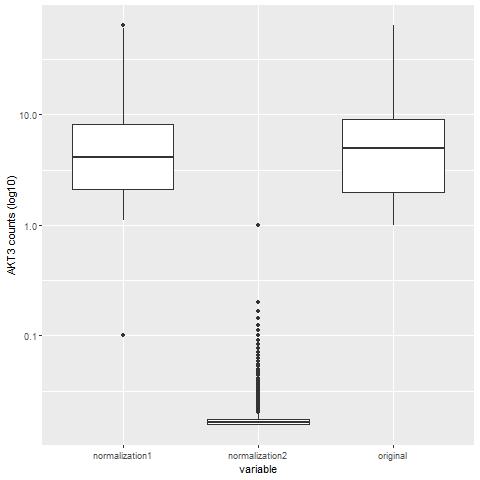 AKT3 counts (log10)
10.0
1.0
0.1
normalization1
normalization2
original
variable